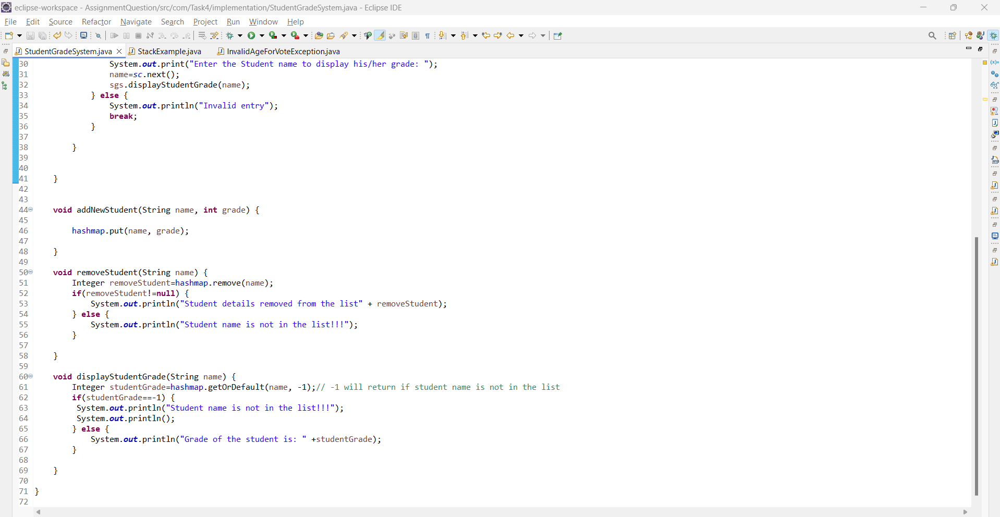 eclipse-workspace - AssignmentQuestion/src/com/Task4/implementation/StudentGradeSystem.java - Eclipse IDE
File Edit Source Refactor Navigate Search Project Run Window Help
StudentGradeSystem.java StackExample.java InvalidAgeForVoteException.java
30 System.out.print("Enter the Student name to display his/her grade: ");
31 name=sc.next();
32 sgs.displayStudentGrade(name);
33 } else {
34 System.out.println("Invalid entry");
35 break;
36 }
37
38 }
39
40
41 }
42
43
44 void addNewStudent(String name, int grade) {
45
46 hashmap.put(name, grade);
47
48 }
49
50 void removeStudent(String name) {
51 Integer removeStudent=hashmap.remove(name);
52 if(removeStudent!=null) {
53 System.out.println("Student details removed from the list" + removeStudent);
54 } else {
55 System.out.println("Student name is not in the list!!!");
56 }
57
58 }
59
60 void displayStudentGrade(String name) {
61 Integer studentGrade=hashmap.getOrDefault(name, -1);// -1 will return if student name is not in the list
62 if(studentGrade==-1) {
63 System.out.println("Student name is not in the list!!!");
64 System.out.println();
65 } else {
66 System.out.println("Grade of the student is: " +studentGrade);
67 }
68
69 }
70
71 }
72